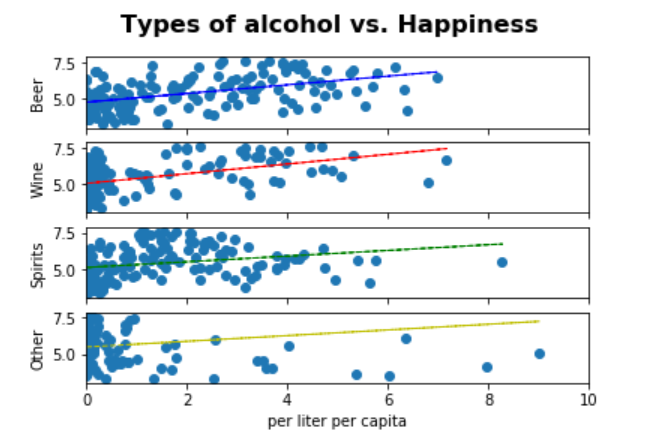 Types of alcohol vs. Happiness
7.5
5.0
Beer
7.5
5.0
Wine
7.5
5.0
Spirits
7.5
5.0
Other
0 2 4 6 8 10
per liter per capita